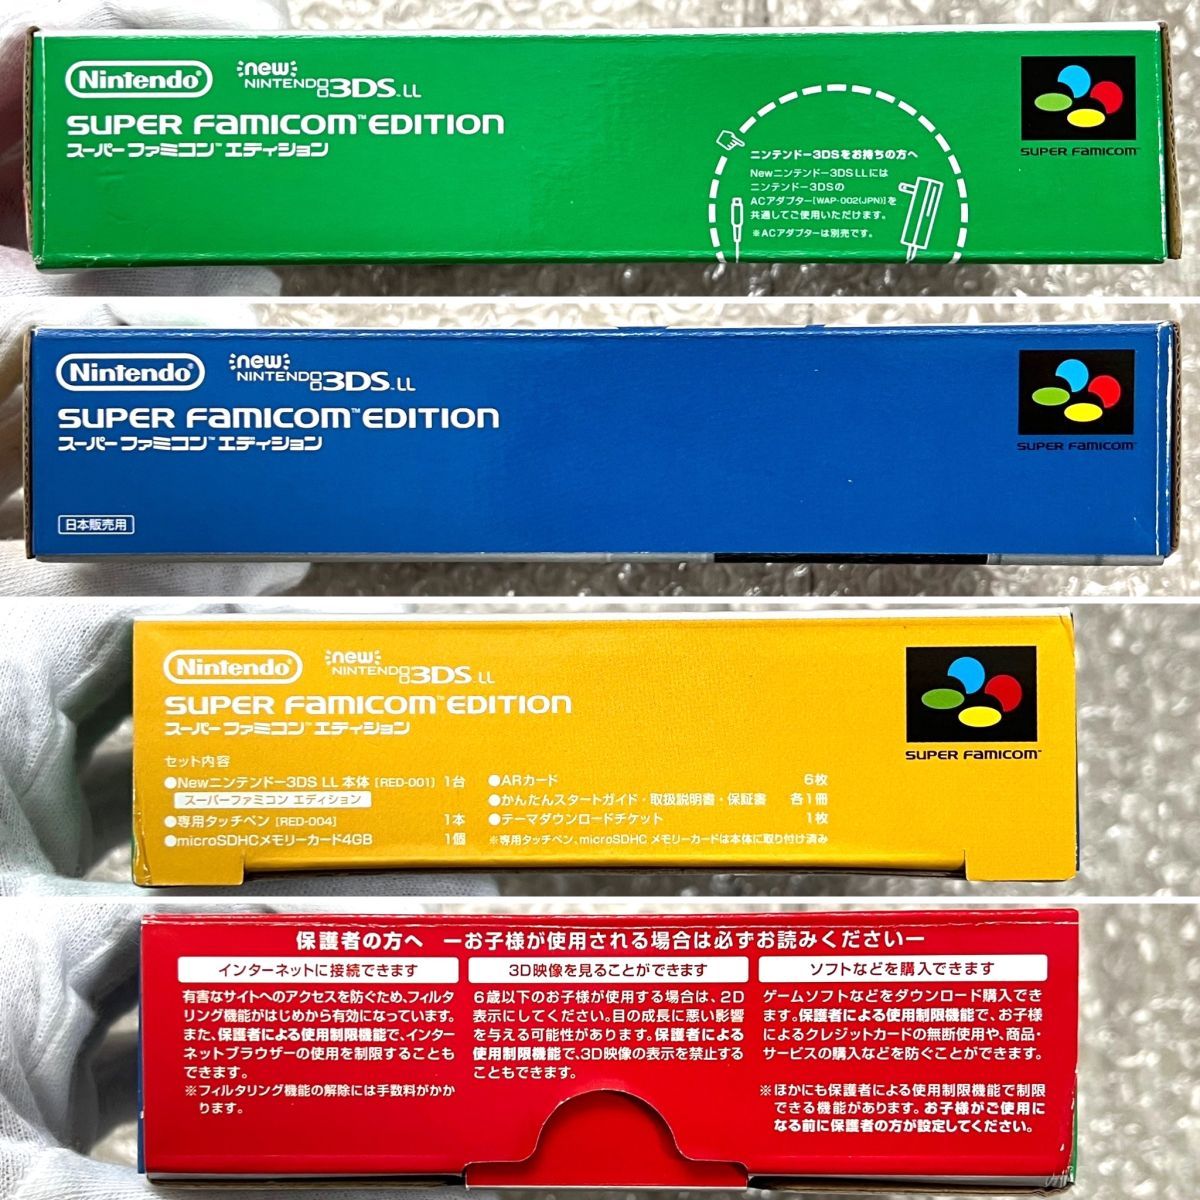 Nintendo
new NINTENDO 3DS LL
SUPER FAMICOM™ EDITION
スーパーファミコン™ エディション
ニンテンドー3DSをお持ちの方へ
Newニンテンドー3DS LLには
ニンテンドー3DSの
ACアダプター[WAP-002(JPN)]を
共通してご使用いただけます。
※ACアダプターは別売です。
SUPER FAMICOM™
Nintendo
new NINTENDO 3DS LL
SUPER FAMICOM™ EDITION
スーパーファミコン™ エディション
日本販売用
SUPER FAMICOM™
Nintendo
new NINTENDO 3DS LL
SUPER FAMICOM™ EDITION
スーパーファミコン™ エディション
SUPER FAMICOM™
セット内容
●Newニンテンドー3DS LL 本体 [RED-001] 1台
スーパーファミコン エディション
●専用タッチペン [RED-004] 1本
●microSDHCメモリーカード4GB 1個
●ARカード 6枚
●かんたんスタートガイド・取扱説明書・保証書 各1冊
●テーマダウンロードチケット 1枚
※専用タッチペン、microSDHC メモリーカードは本体に取り付け済み
保護者の方へ ーお子様が使用される場合は必ずお読みくださいー
インターネットに接続できます
有害なサイトへのアクセスを防ぐため、フィルタ
リング機能がはじめから有効になっています。
また、保護者による使用制限機能で、インター
ネットブラウザーの使用を制限することも
できます。
※フィルタリング機能の解除には手数料がかか
ります。
3D映像を見ることができます
6歳以下のお子様が使用する場合は、2D
表示にしてください。目の成長に悪い影響
を与える可能性があります。保護者による
使用制限機能で、3D映像の表示を禁止する
こともできます。
ソフトなどを購入できます
ゲームソフトなどをダウンロード購入でき
ます。保護者による使用制限機能で、お子様
によるクレジットカードの無断使用や、商品・
サービスの購入などを防ぐことができます。
※ほかにも保護者による使用制限機能で制限
できる機能があります。お子様がご使用に
なる前に保護者の方が設定してください。